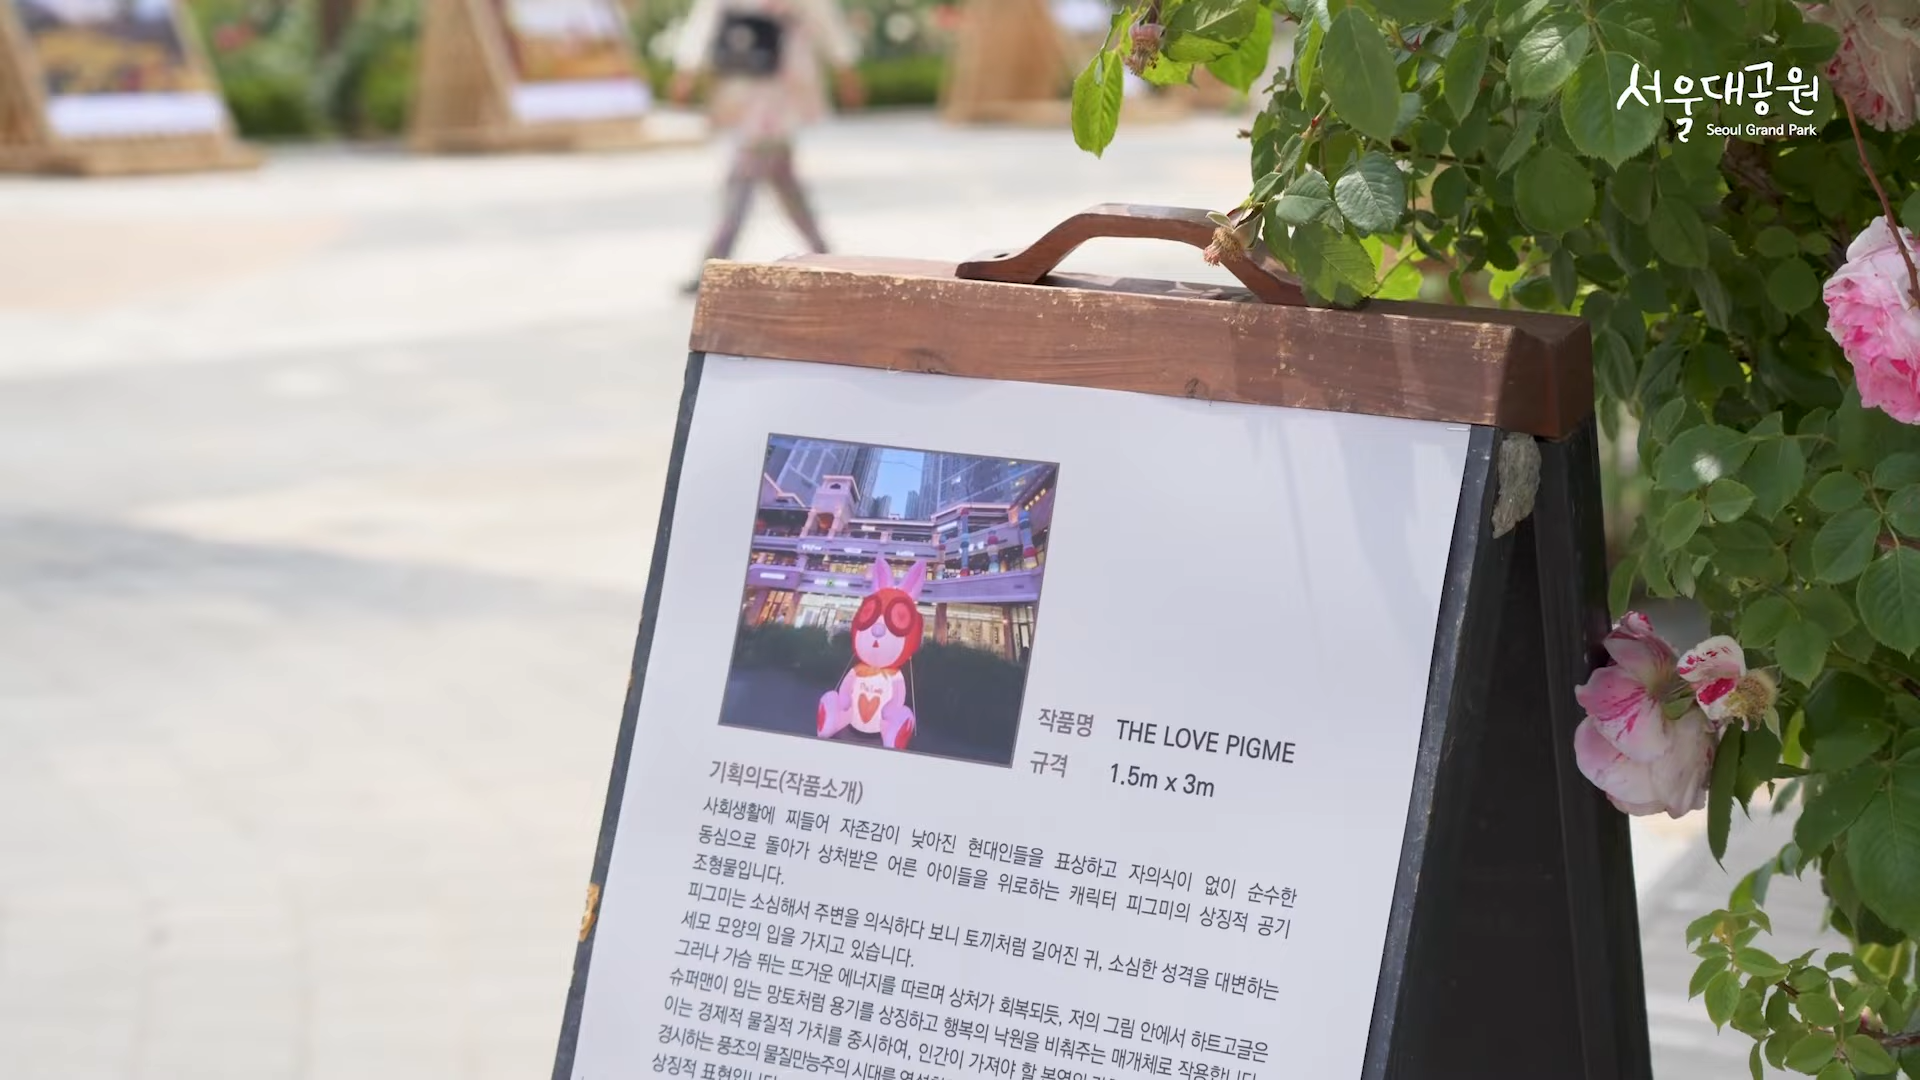 서울대공원
Seoul Grand Park
작품명 THE LOVE PIGME
규격 1.5m x 3m
기획의도(작품소개)
사회생활에 찌들어 자존감이 낮아진 현대인들을 표상하고 자의식이 없이 순수한
동심으로 돌아가 상처받은 어른 아이들을 위로하는 캐릭터 피그미의 상징적 공기
조형물입니다.
피그미는 소심해서 주변을 의식하다 보니 토끼처럼 길어진 귀, 소심한 성격을 대변하는
세모 모양의 입을 가지고 있습니다.
그러나 가슴 뛰는 뜨거운 에너지를 따르며 상처가 회복되듯, 저의 그림 안에서 하트고글은
슈퍼맨이 입는 망토처럼 용기를 상징하고 행복의 낙원을 비춰주는 매개체로 작용합니다.
이는 경제적 물질적 가치를 중시하여, 인간이 가져야 할
경시하는 풍조의 물질만능주의 시대를
상징적 표현입니다